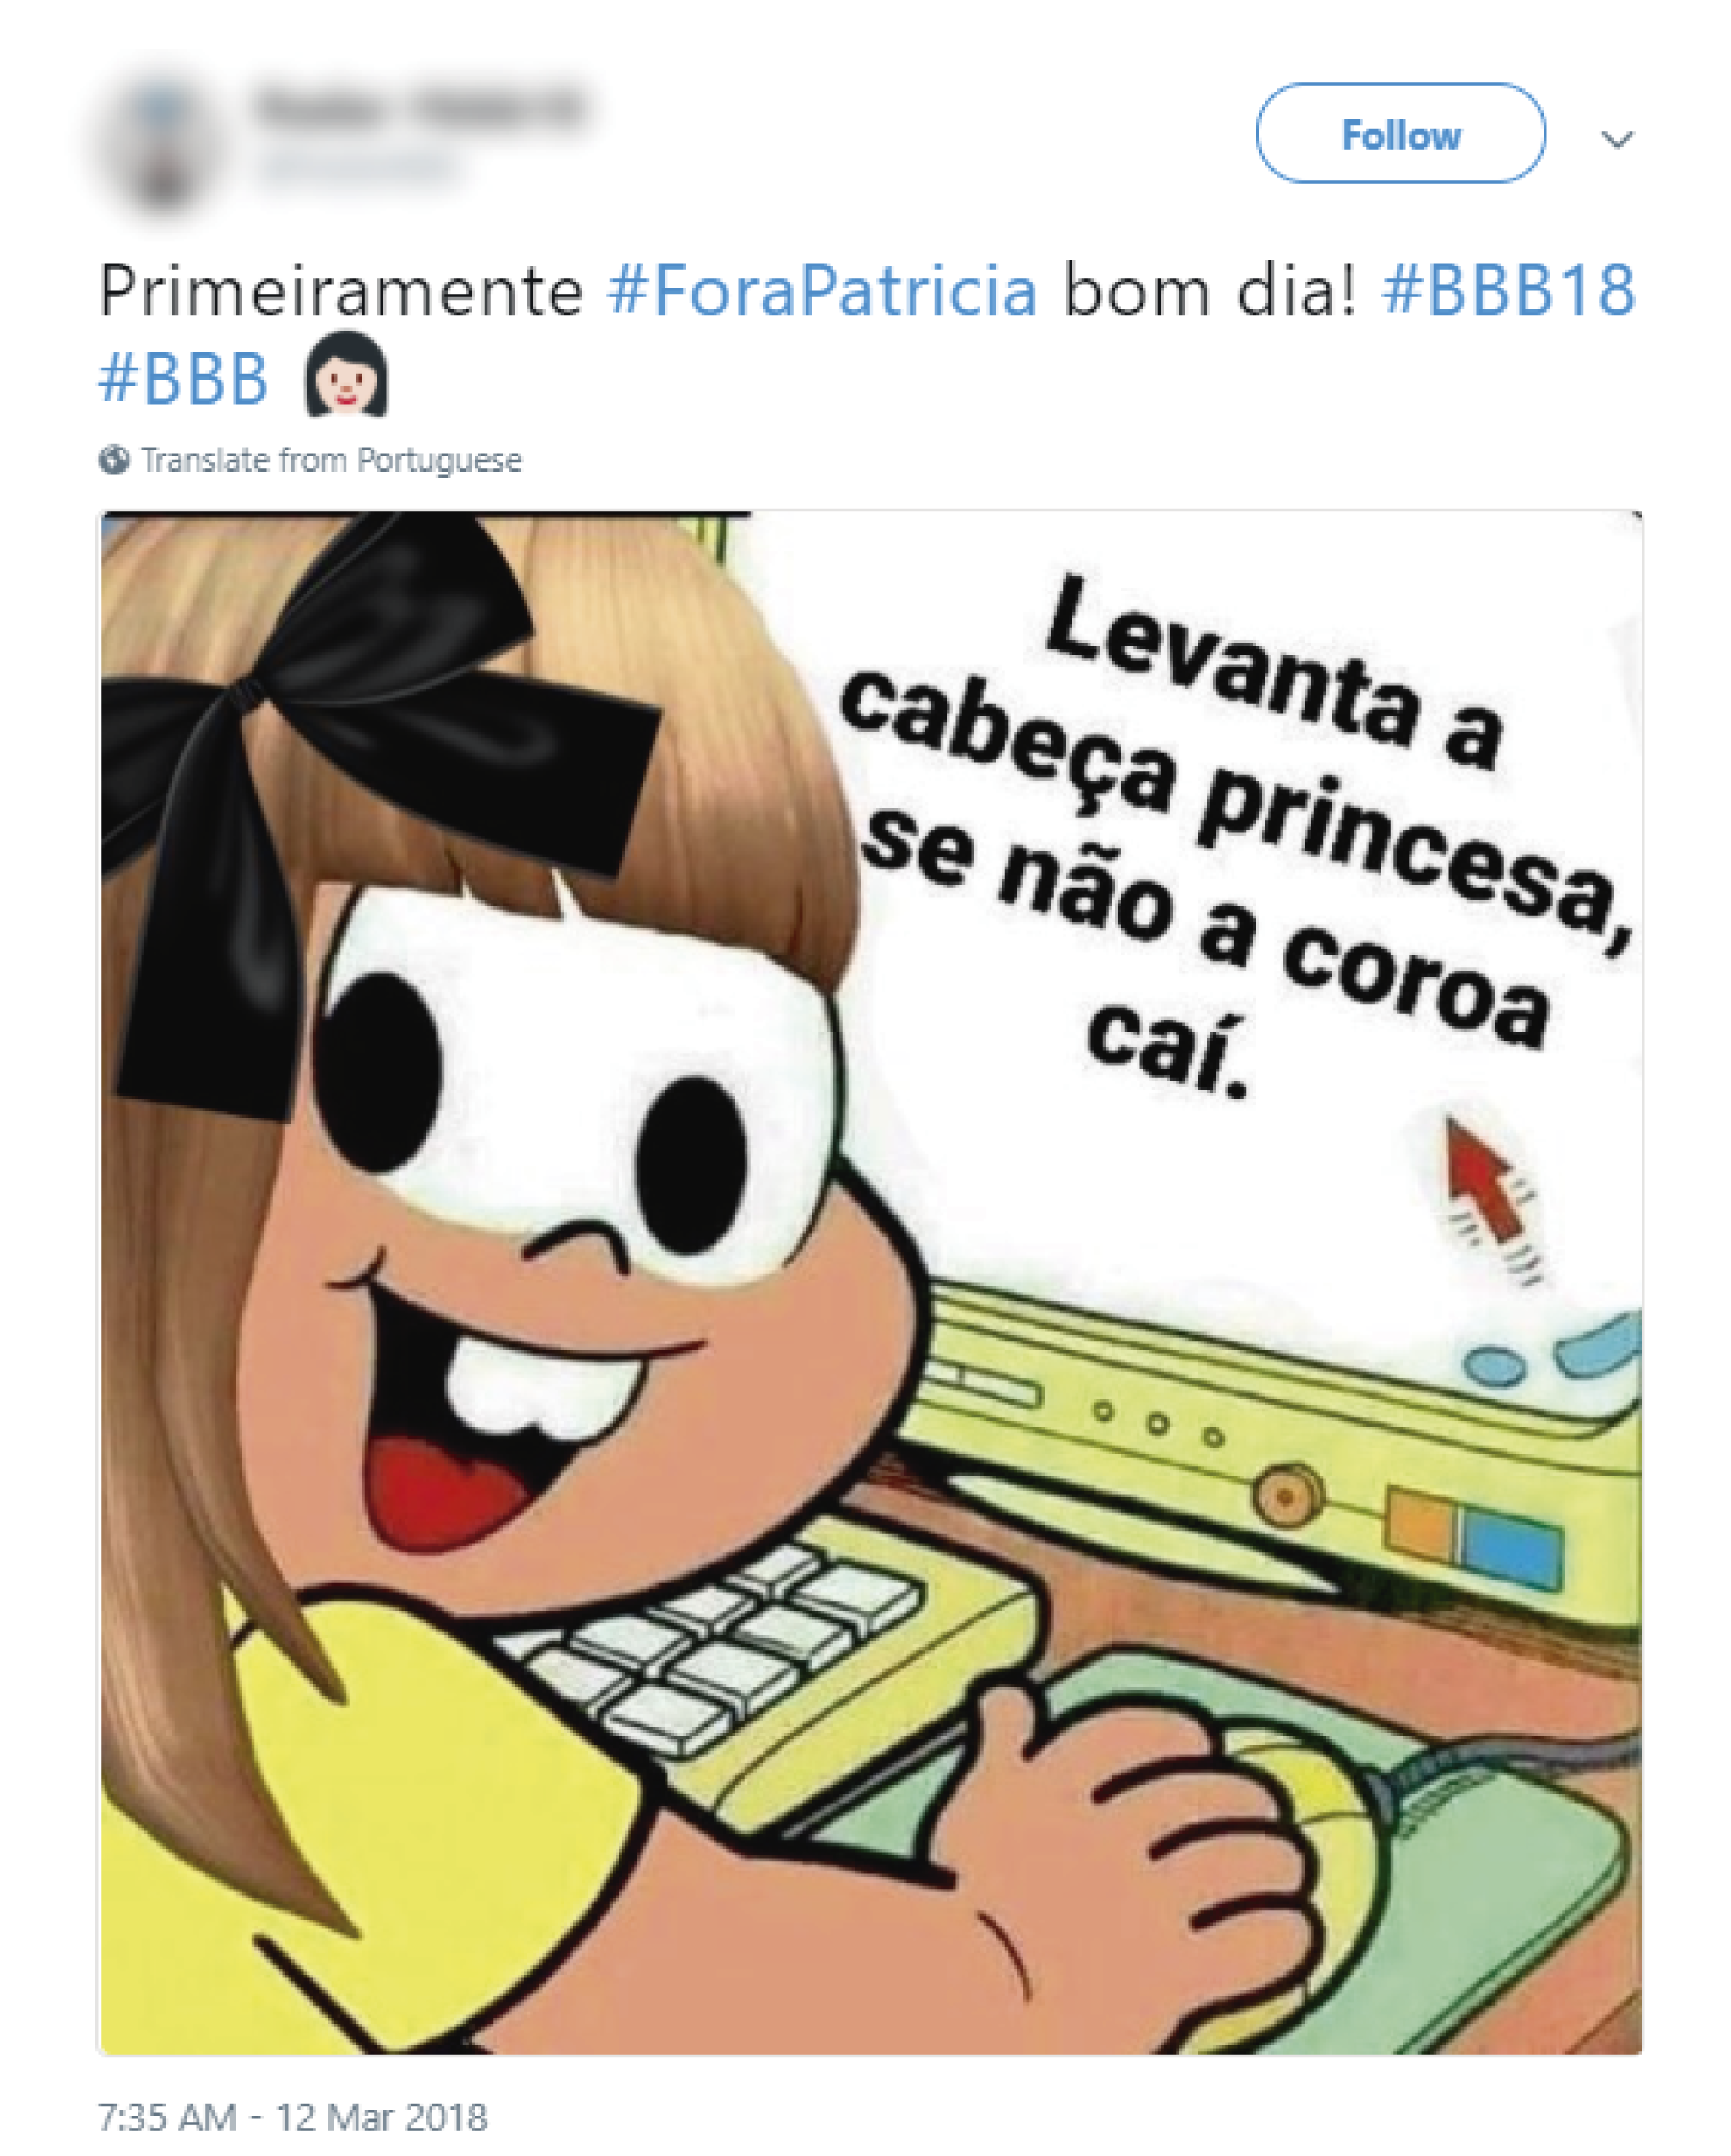 Follow
Primeiramente #ForaPatricia bom dia! #BBB18
#BBB
Translate from Portuguese
Levanta a
cabeça princesa,
se não a coroa
caí.
7:35 AM - 12 Mar 2018